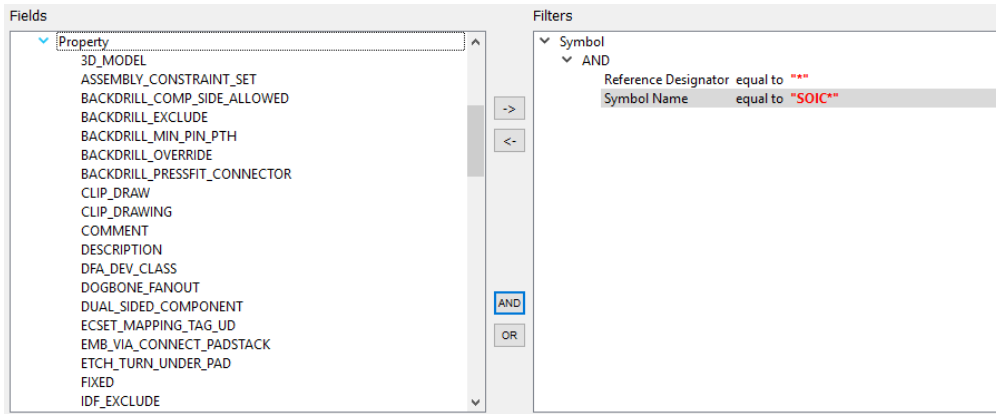 Fields
Property
3D_MODEL
ASSEMBLY_CONSTRAINT_SET
BACKDRILL_COMP_SIDE_ALLOWED
BACKDRILL_EXCLUDE
BACKDRILL_MIN_PIN_PTH
BACKDRILL_OVERRIDE
BACKDRILL_PRESSFIT_CONNECTOR
CLIP_DRAW
CLIP_DRAWING
COMMENT
DESCRIPTION
DFA_DEV_CLASS
DOGBONE_FANOUT
DUAL_SIDED_COMPONENT
ECSET_MAPPING_TAG_UD
EMB_VIA_CONNECT_PADSTACK
ETCH_TURN_UNDER_PAD
FIXED
IDF_EXCLUDE
->
<-
AND
OR
Filters
Symbol
AND
Reference Designator equal to "*"
Symbol Name equal to "SOIC*"